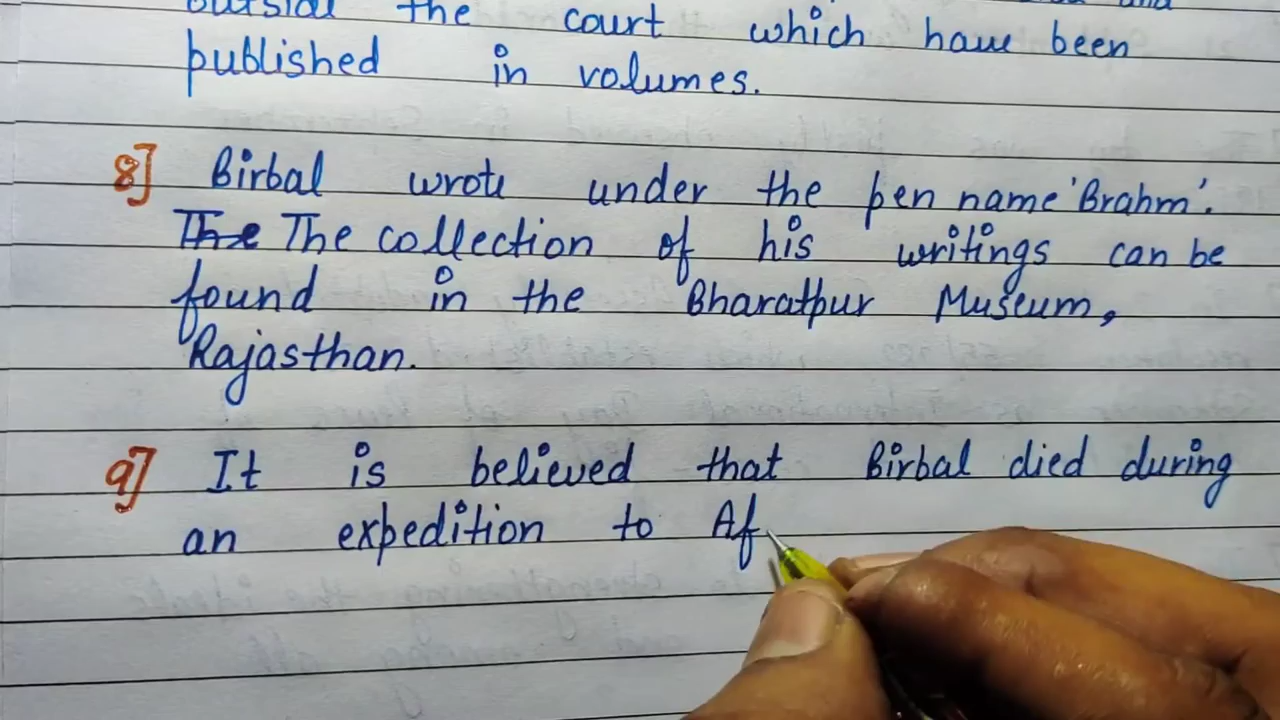 outside the court which have been
published in volumes.
8] Birbal wrote under the pen name 'Brahm'.
The The collection of his writings can be
found in the Bharatpur Museum,
Rajasthan.
9] It is believed that Birbal died during
an expedition to Af